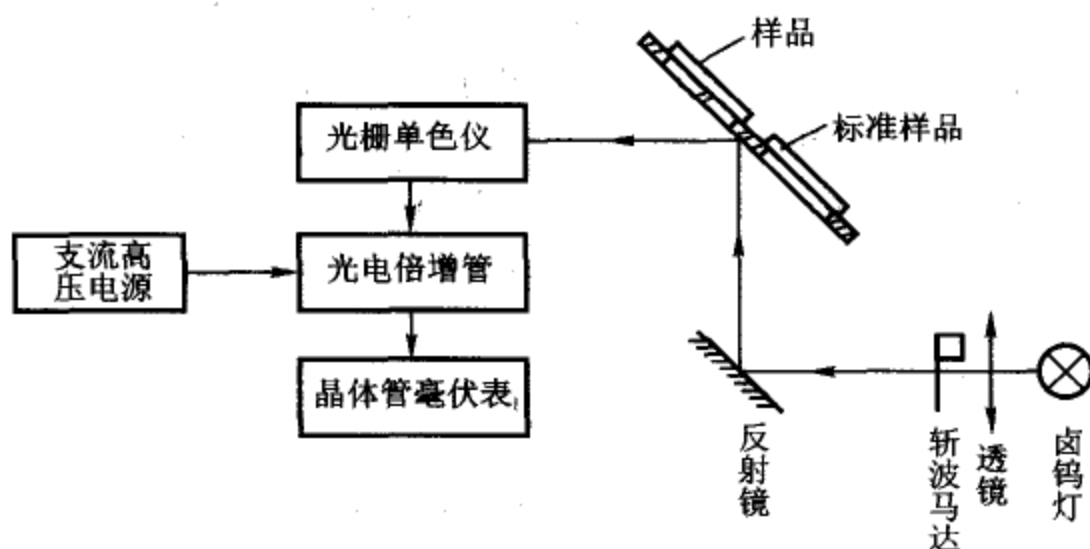 样品
标准样品
光栅单色仪
支流高
压电源
光电倍增管
晶体管毫伏表
反射镜
斩波马达
透镜
卤钨灯